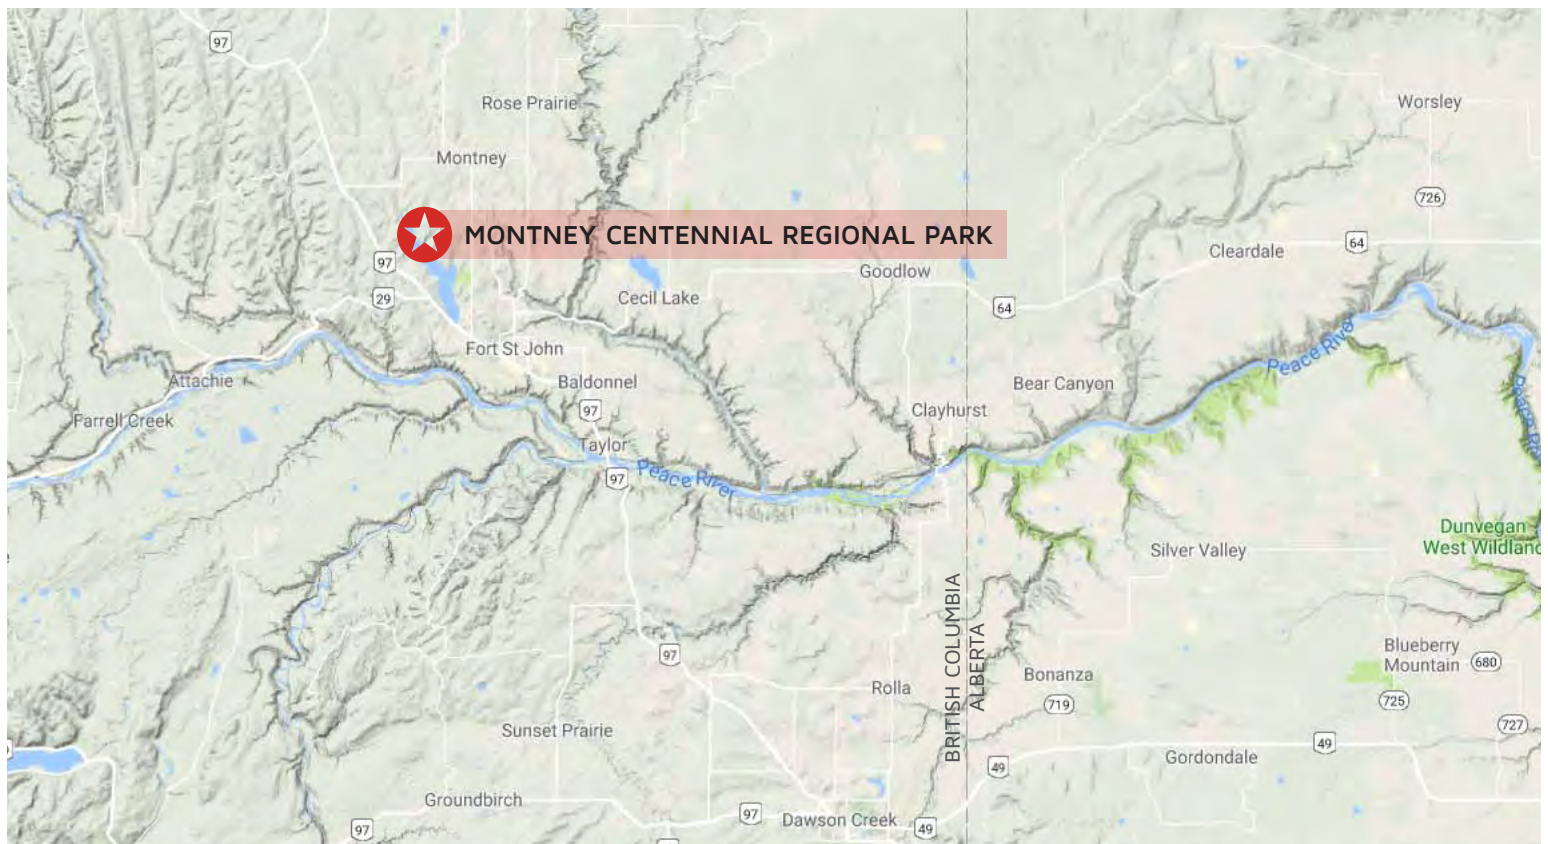 97
Rose Prairie
Worsley
Montney
726
MONTNEY CENTENNIAL REGIONAL PARK
64
Cleardale
97
Goodlow
29
Cecil Lake
64
Fort St John
Peace River
Attachie
Baldonnel
Bear Canyon
97
Clayhurst
Farrell Creek
Taylor
97
Peace River
Dunvegan
West Wildland
Silver Valley
BRITISH COLUMBIA
ALBERTA
97
Blueberry
Mountain
680
Rolla
Bonanza
719
725
727
Sunset Prairie
49
Gordondale
49
Groundbirch
97
97
Dawson Creek
49